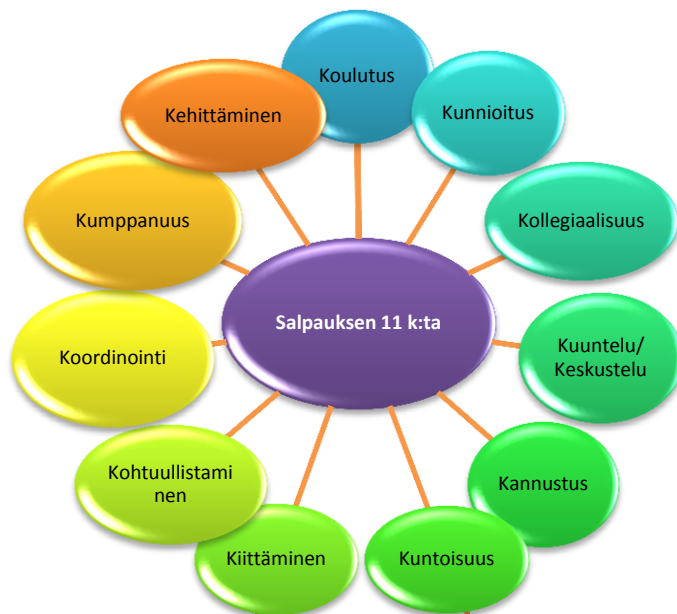 Koulutus
Kunnioitus
Kollegiaalisuus
Kuuntelu/
Keskustelu
Kannustus
Kuntoisuus
Kiittäminen
Kohtuullistami
nen
Koordinointi
Kumppanuus
Kehittäminen
Salpauksen 11 k:ta